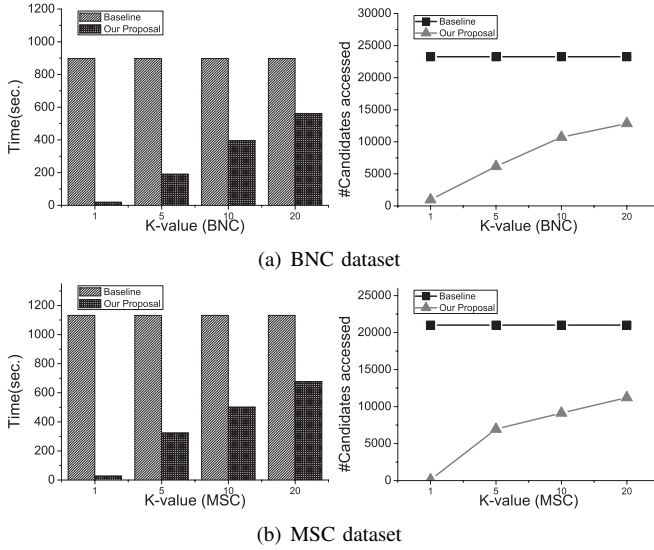 1200
1000
800
600
400
200
0
Time(sec.)
Baseline
Our Proposal
1 5 10 20
K-value (BNC)
30000
25000
20000
15000
10000
5000
0
#Candidates accessed
Baseline
Our Proposal
1 5 10 20
K-value (BNC)
(a) BNC dataset
1200
1000
800
600
400
200
0
Time(sec.)
Baseline
Our Proposal
1 5 10 20
K-value (MSC)
25000
20000
15000
10000
5000
0
#Candidates accessed
Baseline
Our Proposal
1 5 10 20
K-value (MSC)
(b) MSC dataset